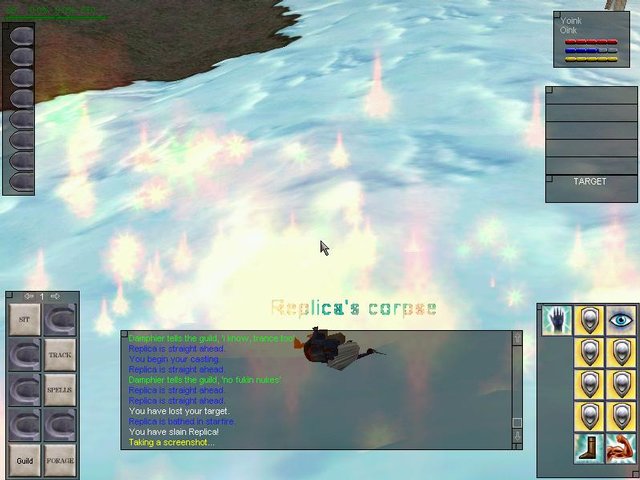 Yoink
Oink
TARGET
Replica's corpse
1
SIT
TRACK
SPELLS
Guild
FORAGE
Damphier tells the guild, 'i know, trance too'
Replica is straight ahead.
You begin your casting.
Replica is straight ahead.
Damphier tells the guild, 'no fukin nukes'
Replica is straight ahead.
Replica is straight ahead.
You have lost your target.
Replica is bathed in starfire.
You have slain Replica!
Taking a screenshot...